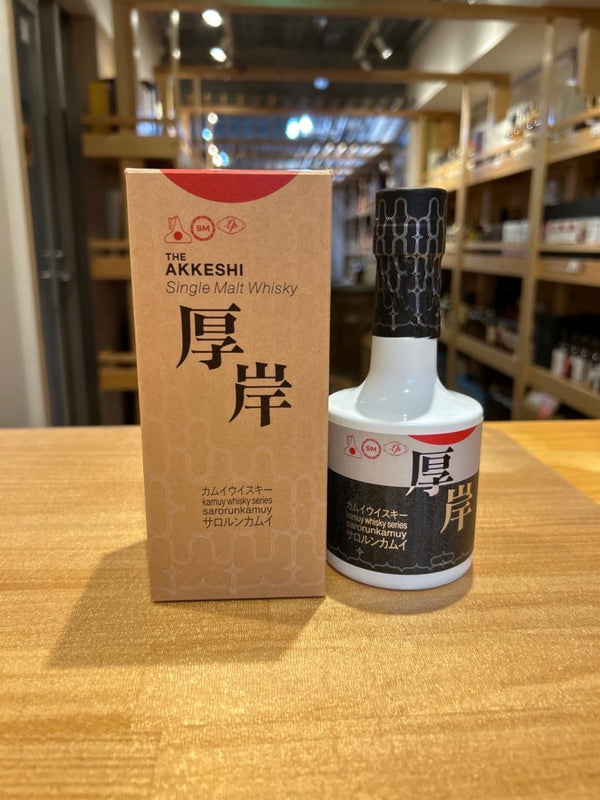 SM
THE
AKKESHI
Single Malt Whisky
厚岸
カムイウイスキー
kamuy whisky series
sarorunkamuy
サロルンカムイ
SM
厚岸
カムイウイスキー
kamuy whisky series
sarorunkamuy
サロルンカムイ